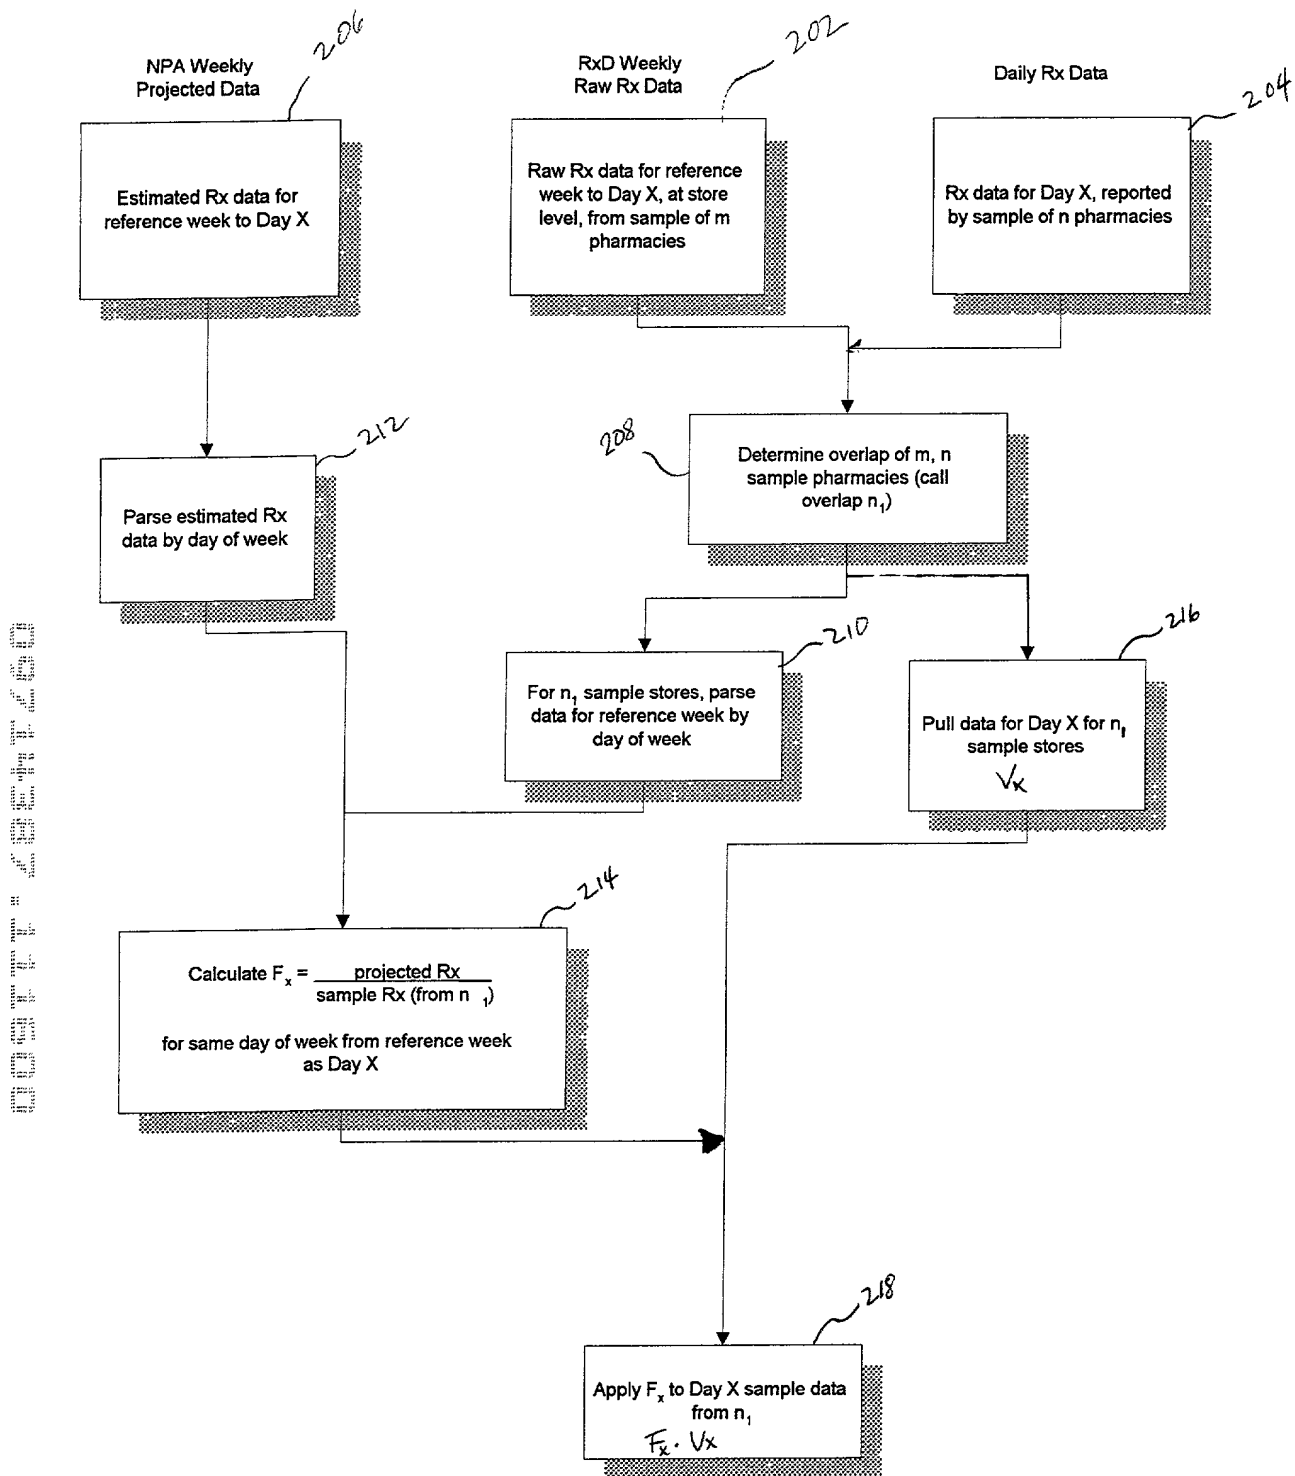 206
NPA Weekly
Projected Data
202
RxD Weekly
Raw Rx Data
Daily Rx Data
204
Estimated Rx data for
reference week to Day X
Raw Rx data for reference
week to Day X, at store
level, from sample of m
pharmacies
Rx data for Day X, reported
by sample of n pharmacies
212
Parse estimated Rx
data by day of week
208
Determine overlap of m, n
sample pharmacies (call
overlap n1)
210
For n1 sample stores, parse
data for reference week by
day of week
216
Pull data for Day X for n1
sample stores
Vx
214
Calculate Fx = projected Rx
sample Rx (from n 1)
for same day of week from reference week
as Day X
218
Apply Fx to Day X sample data
from n1
Fx · Vx